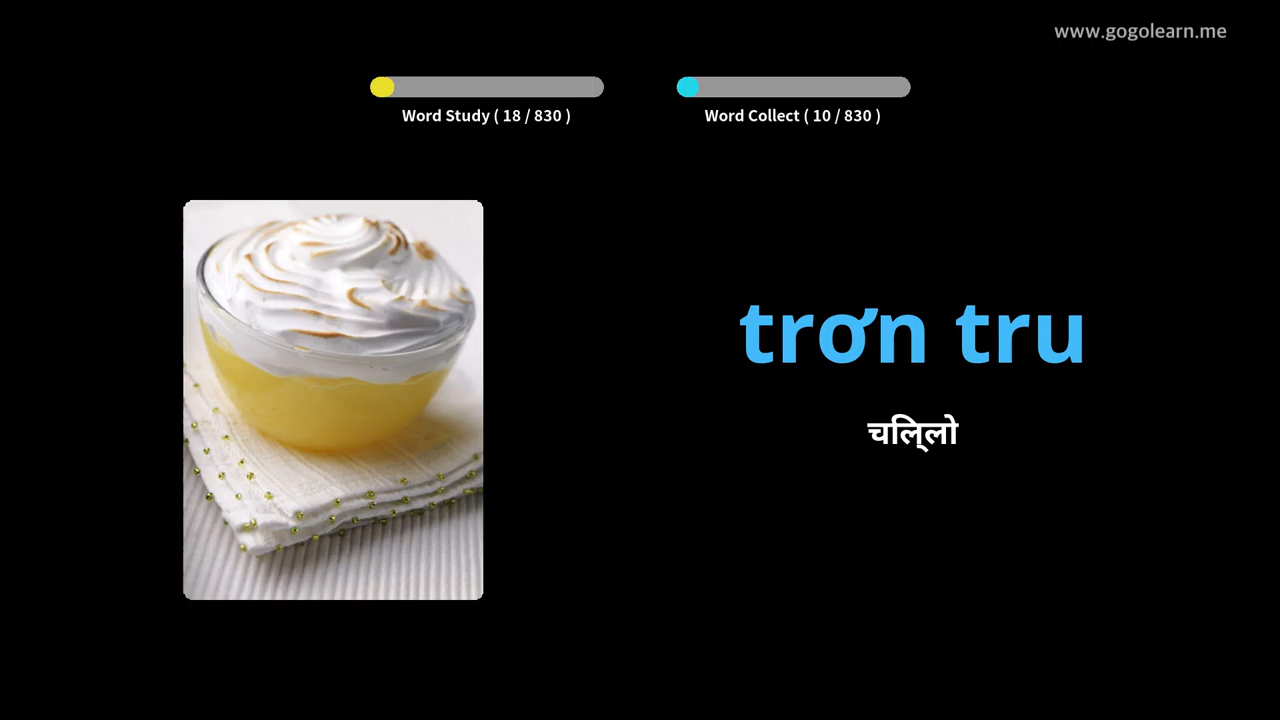 www.gogolearn.me
Word Study ( 18 / 830 )
Word Collect ( 10 / 830 )
trơn tru
चिल्लो